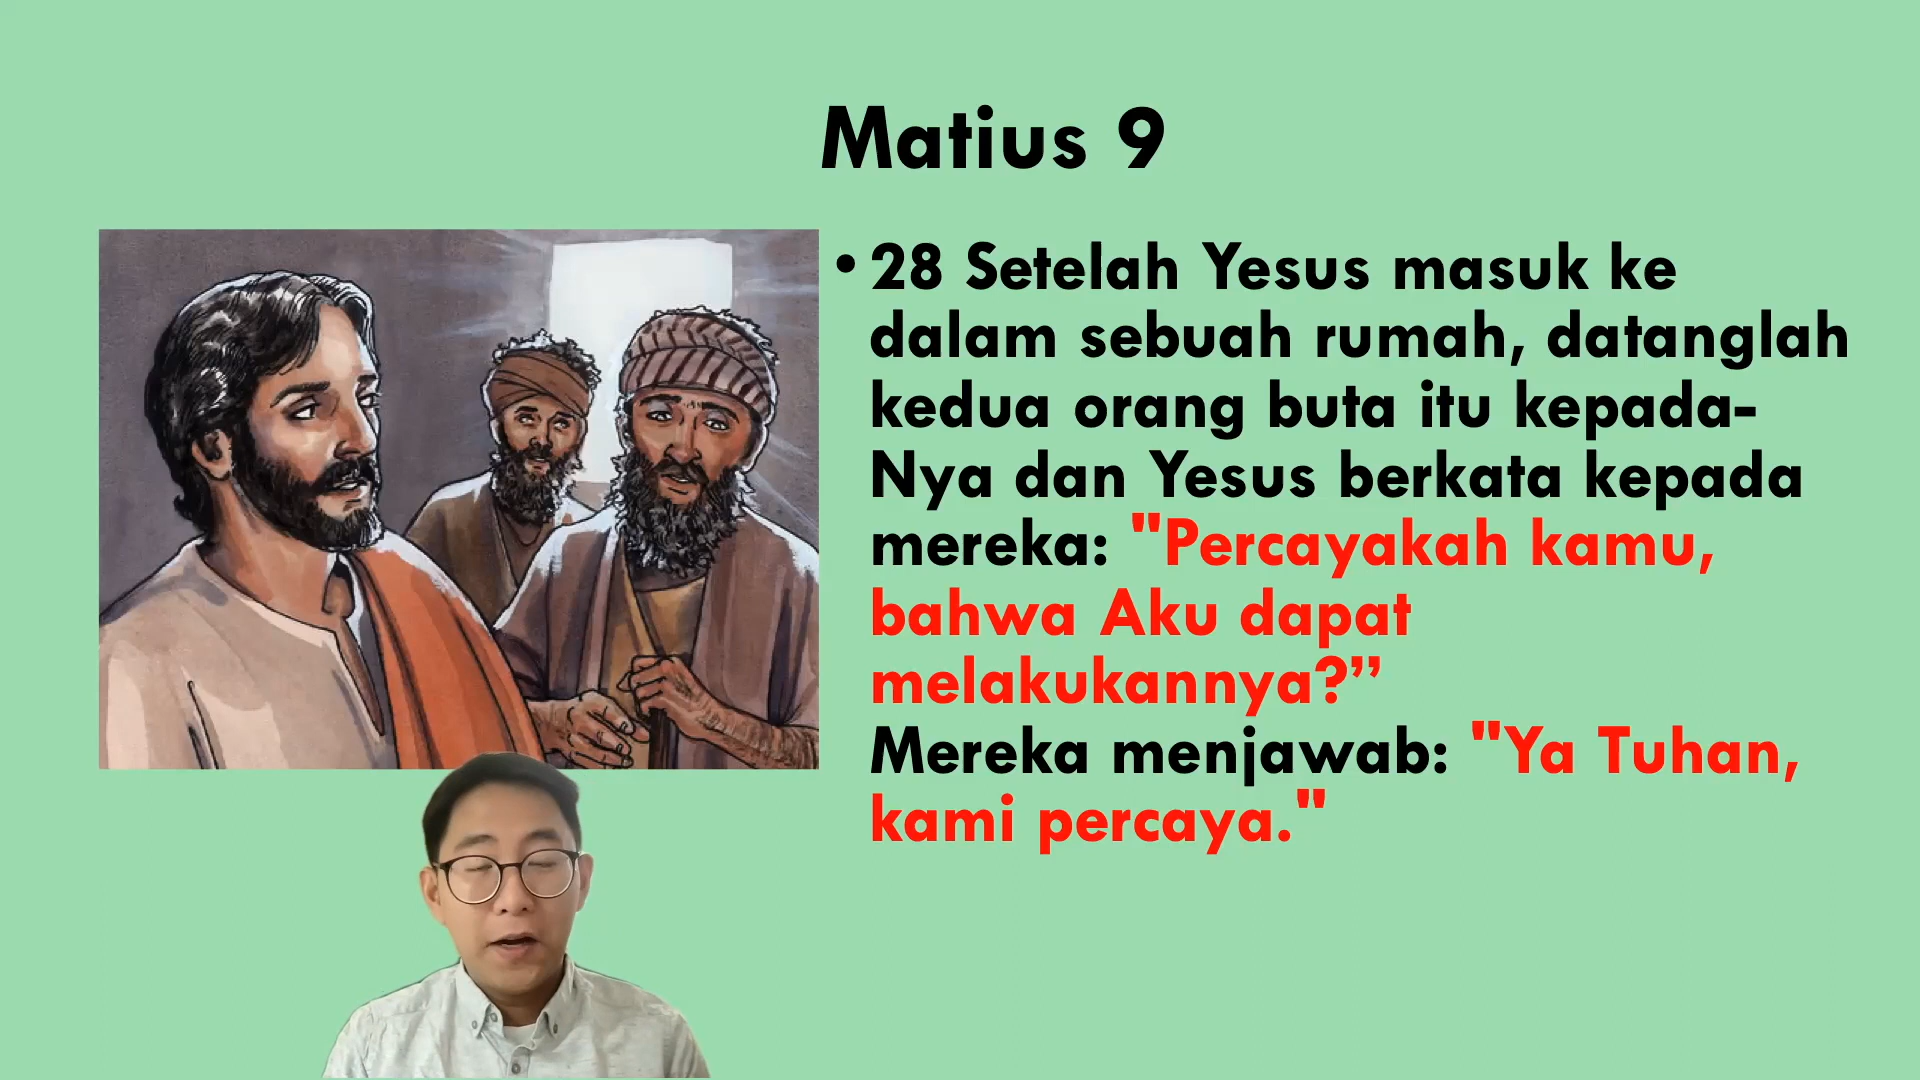 Matius 9
• 28 Setelah Yesus masuk ke
dalam sebuah rumah, datanglah
kedua orang buta itu kepada-
Nya dan Yesus berkata kepada
mereka: "Percayakah kamu,
bahwa Aku dapat
melakukannya?”
Mereka menjawab: "Ya Tuhan,
kami percaya."